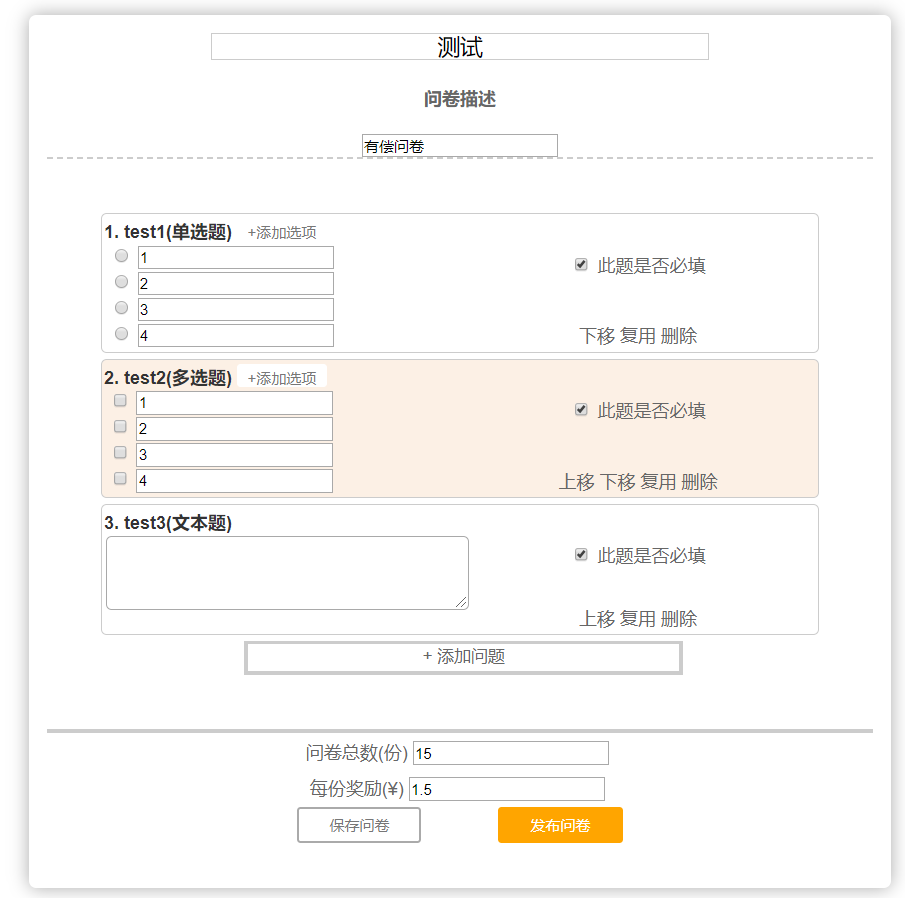 测试
问卷描述
有偿问卷
1. test1(单选题) +添加选项
1
此题是否必填
2
3
4
下移 复用 删除
2. test2(多选题) +添加选项
1
此题是否必填
2
3
4
上移 下移 复用 删除
3. test3(文本题)
此题是否必填
上移 复用 删除
+ 添加问题
问卷总数(份) 15
每份奖励(¥) 1.5
保存问卷 发布问卷